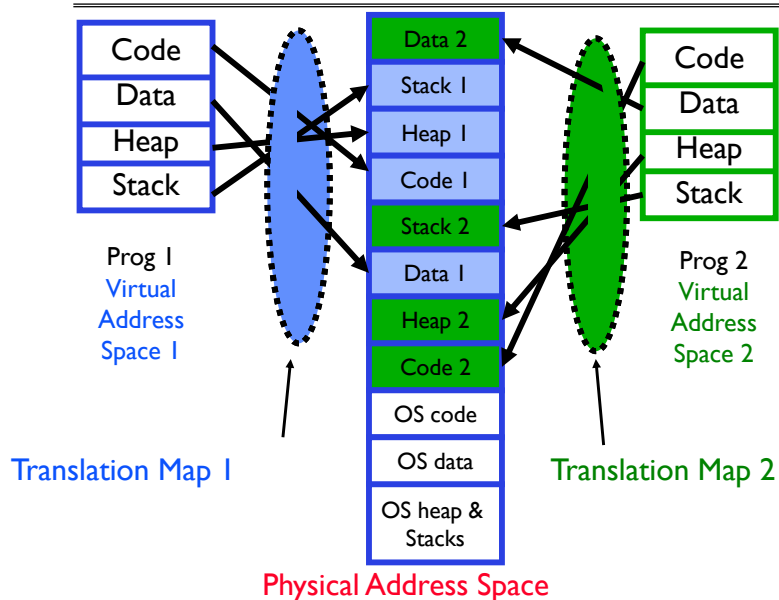 Code
Data
Heap
Stack
Prog 1
Virtual
Address
Space 1
Translation Map 1
Data 2
Stack 1
Heap 1
Code 1
Stack 2
Data 1
Heap 2
Code 2
OS code
OS data
OS heap &
Stacks
Physical Address Space
Code
Data
Heap
Stack
Prog 2
Virtual
Address
Space 2
Translation Map 2